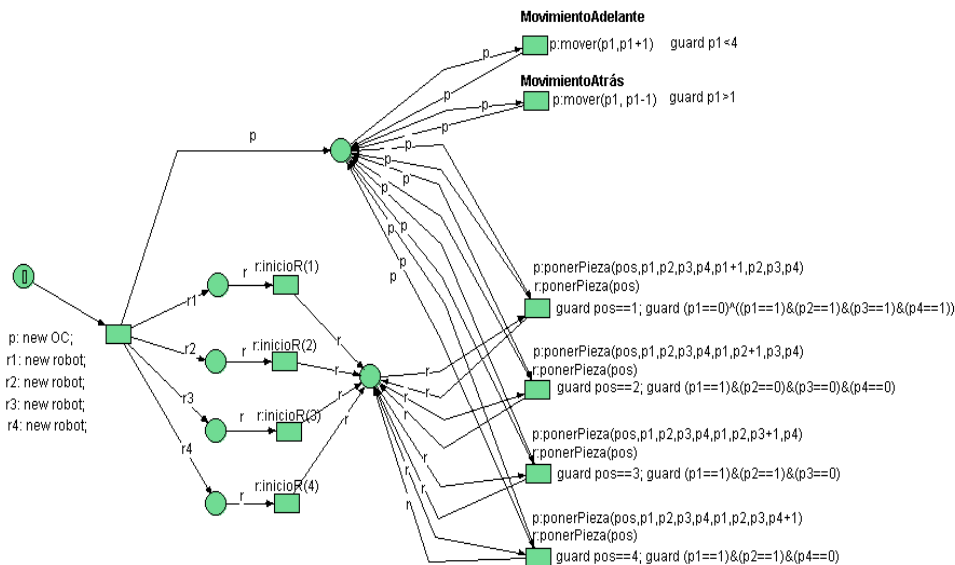 MovimientoAdelante
p:mover(p1,p1+1) guard p1<4
p
p
MovimientoAtrás
p:mover(p1, p1-1) guard p1>1
p
p
p
p
p
p
p
p
p
p
p
p:ponerPieza(pos,p1,p2,p3,p4,p1+1,p2,p3,p4)
r:ponerPieza(pos)
guard pos==1; guard (p1==0)^((p1==1)&(p2==1)&(p3==1)&(p4==1))
r:inicioR(1)
r
r1
r
r
r
p: new OC;
r1: new robot;
r2: new robot;
r3: new robot;
r4: new robot;
r2
r
r:inicioR(2)
r
p:ponerPieza(pos,p1,p2,p3,p4,p1,p2+1,p3,p4)
r:ponerPieza(pos)
guard pos==2; guard (p1==1)&(p2==0)&(p3==0)&(p4==0)
r
r
r3
r
r:inicioR(3)
r
p:ponerPieza(pos,p1,p2,p3,p4,p1,p2,p3+1,p4)
r:ponerPieza(pos)
guard pos==3; guard (p1==1)&(p2==1)&(p3==0)
r
r
r4
r
r:inicioR(4)
r
p:ponerPieza(pos,p1,p2,p3,p4,p1,p2,p3,p4+1)
r:ponerPieza(pos)
guard pos==4; guard (p1==1)&(p2==1)&(p4==0)
r
r